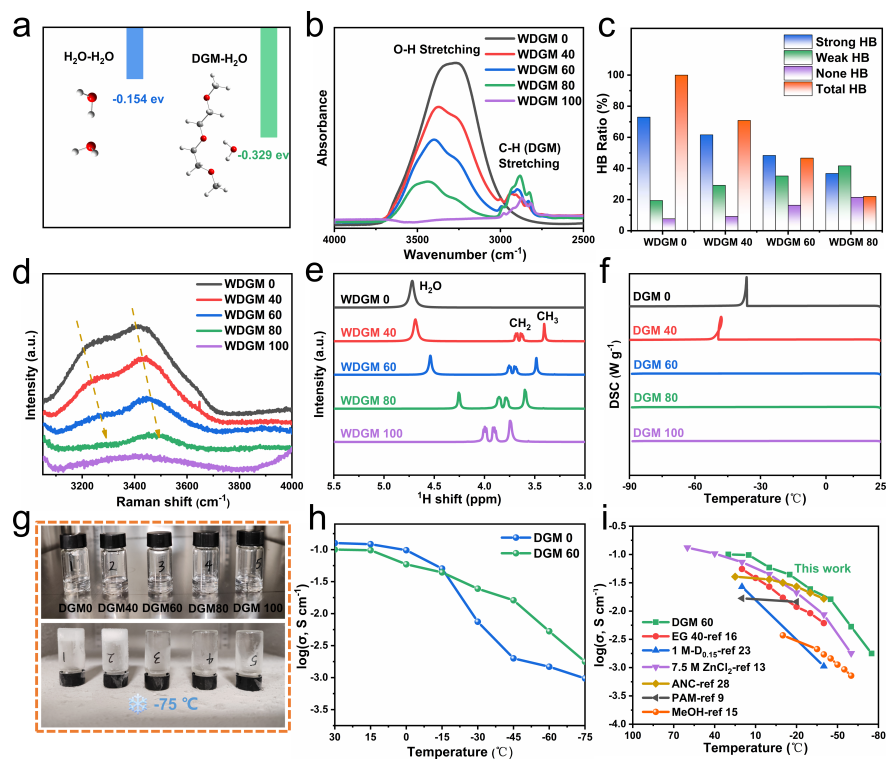 a
H₂O-H₂O
DGM-H₂O
-0.154 ev
-0.329 ev
b
O-H Stretching
WDGM 0
WDGM 40
WDGM 60
WDGM 80
WDGM 100
C-H (DGM)
Stretching
Absorbance
4000
3500
3000
2500
Wavenumber (cm⁻¹)
c
Strong HB
Weak HB
None HB
Total HB
HB Ratio (%)
100
80
60
40
20
0
WDGM 0
WDGM 40
WDGM 60
WDGM 80
d
WDGM 0
WDGM 40
WDGM 60
WDGM 80
WDGM 100
Intensity (a.u.)
3200
3400
3600
3800
4000
Raman shift (cm⁻¹)
e
WDGM 0
H₂O
WDGM 40
CH₂
CH₃
WDGM 60
WDGM 80
WDGM 100
Intensity (a.u.)
5.5
5.0
4.5
4.0
3.5
3.0
¹H shift (ppm)
f
DGM 0
DGM 40
DGM 60
DGM 80
DGM 100
DSC (W g⁻¹)
-90
-60
-30
0
25
Temperature (℃)
g
1
2
3
4
5
DGM0
DGM40
DGM60
DGM80
DGM 100
1
2
3
4
5
-75 ℃
h
DGM 0
DGM 60
log(σ, S cm⁻¹)
-1.0
-1.5
-2.0
-2.5
-3.0
-3.5
30
15
0
-15
-30
-45
-60
-75
Temperature (℃)
i
This work
DGM 60
EG 40-ref 16
1 M-D₀.₁₅-ref 23
7.5 M ZnCl₂-ref 13
ANC-ref 28
PAM-ref 9
MeOH-ref 15
log(σ, S cm⁻¹)
-0.5
-1.0
-1.5
-2.0
-2.5
-3.0
-3.5
-4.0
100
70
40
10
-20
-50
-80
Temperature (℃)